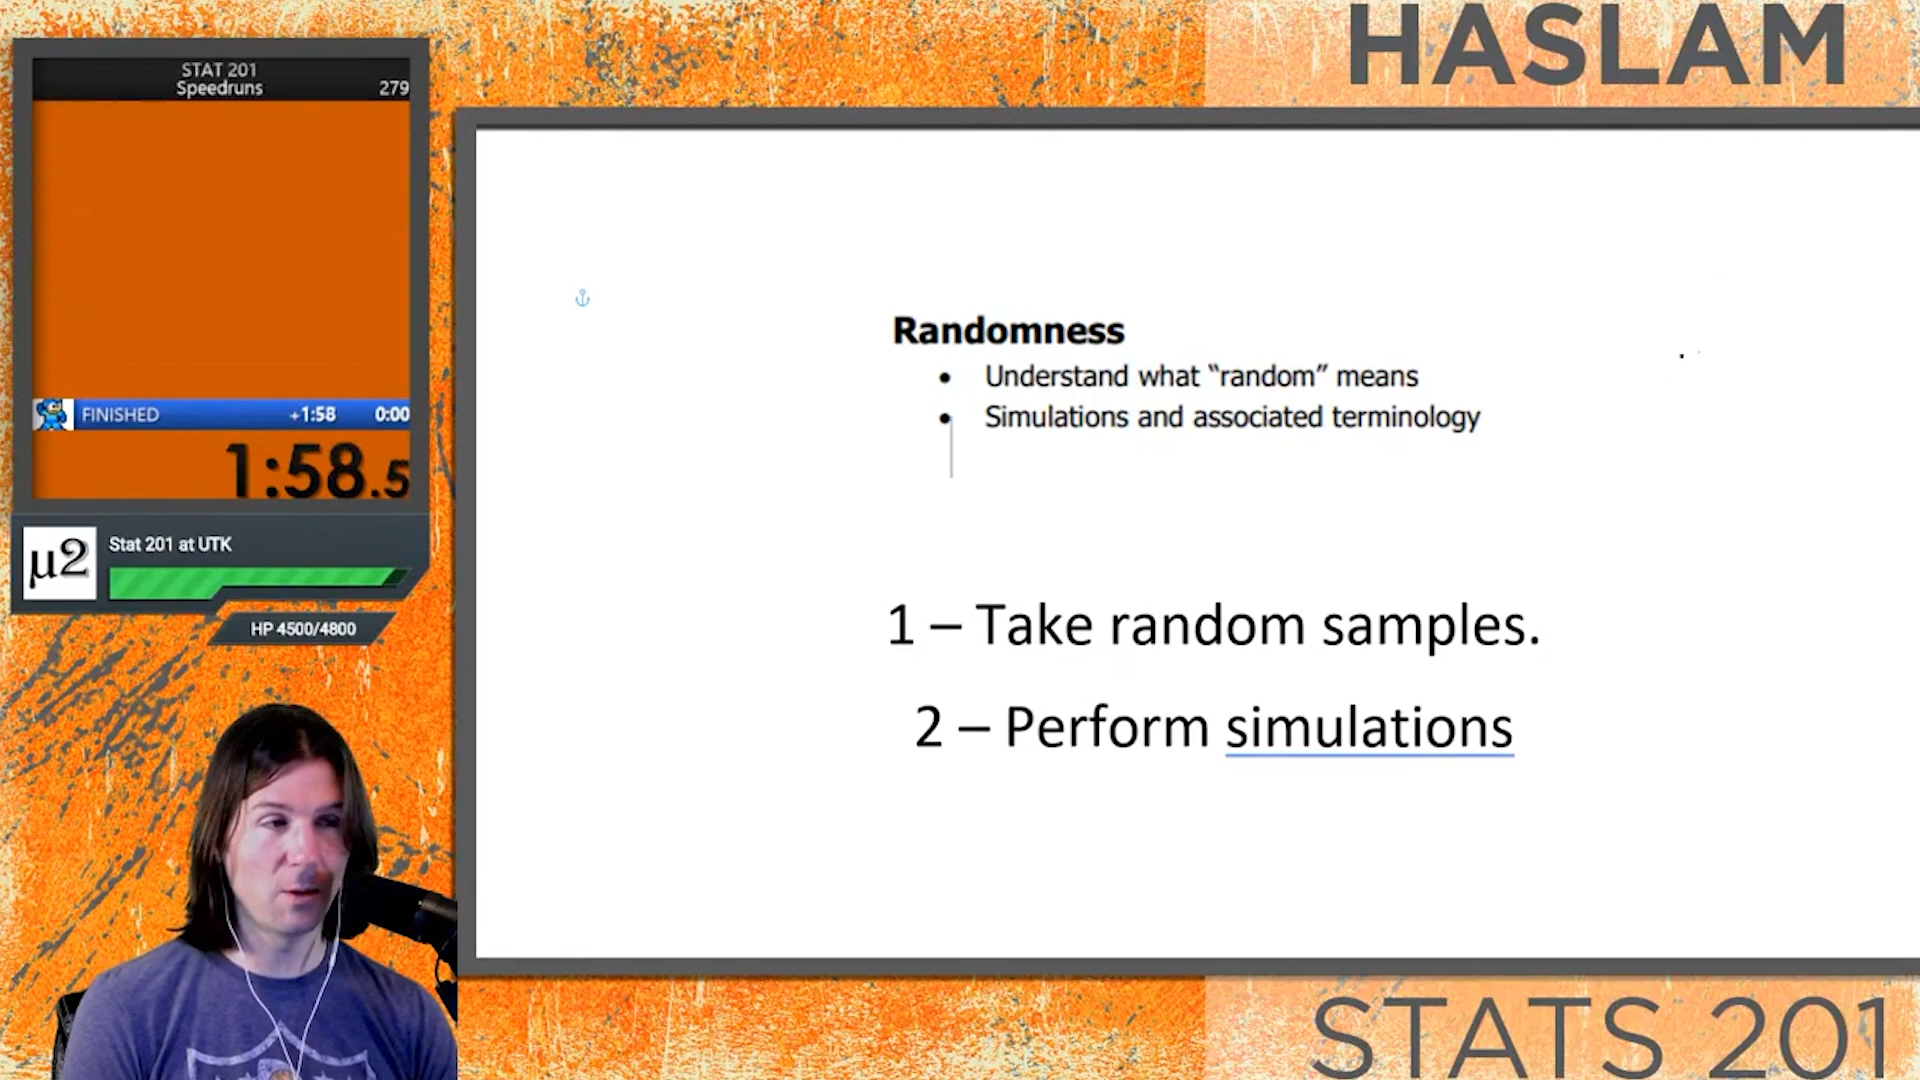 HASLAM
STAT 201
Speedruns 279
FINISHED +1:58 0:00
1:58.5
μ2
Stat 201 at UTK
HP 4500/4800
Randomness
• Understand what “random” means
• Simulations and associated terminology
1 – Take random samples.
2 – Perform simulations
STATS 201